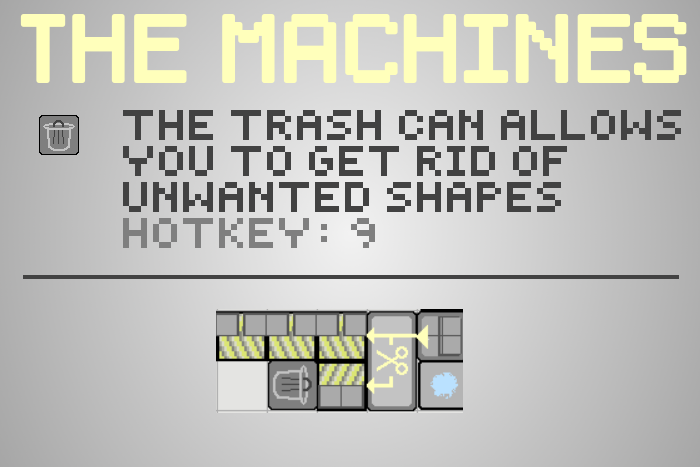 THE MACHINES
THE TRASH CAN ALLOWS
YOU TO GET RID OF
UNWANTED SHAPES
HOTKEY: 9